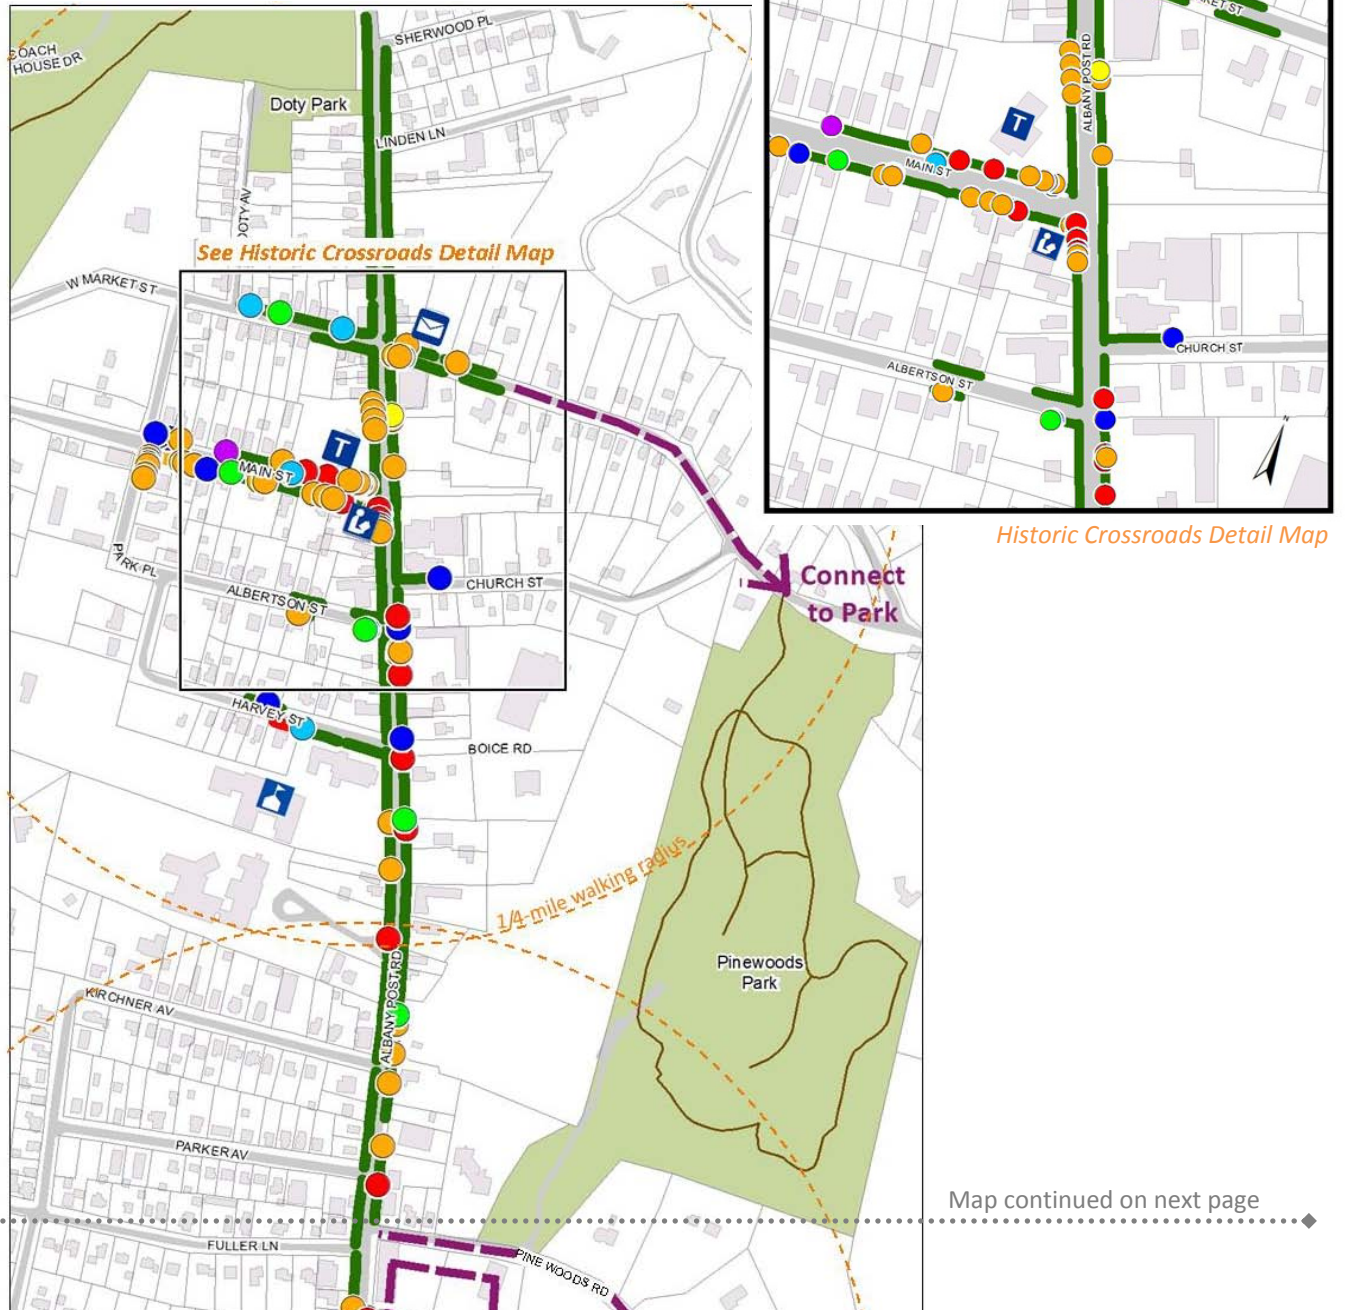 SHERWOOD PL
COACH
HOUSE DR
Doty Park
LINDEN LN
DOTY AV
See Historic Crossroads Detail Map
W MARKET ST
T
MAIN ST
PARK PL
ALBERTSON ST
CHURCH ST
HARVEY ST
BOICE RD
Connect
to Park
1/4-mile walking radius
Pinewoods
Park
ALBANY POST RD
KIRCHNER AV
PARKER AV
FULLER LN
PINE WOODS RD
Map continued on next page
ALBANY POST RD
T
MAIN ST
CHURCH ST
ALBERTSON ST
N
Historic Crossroads Detail Map